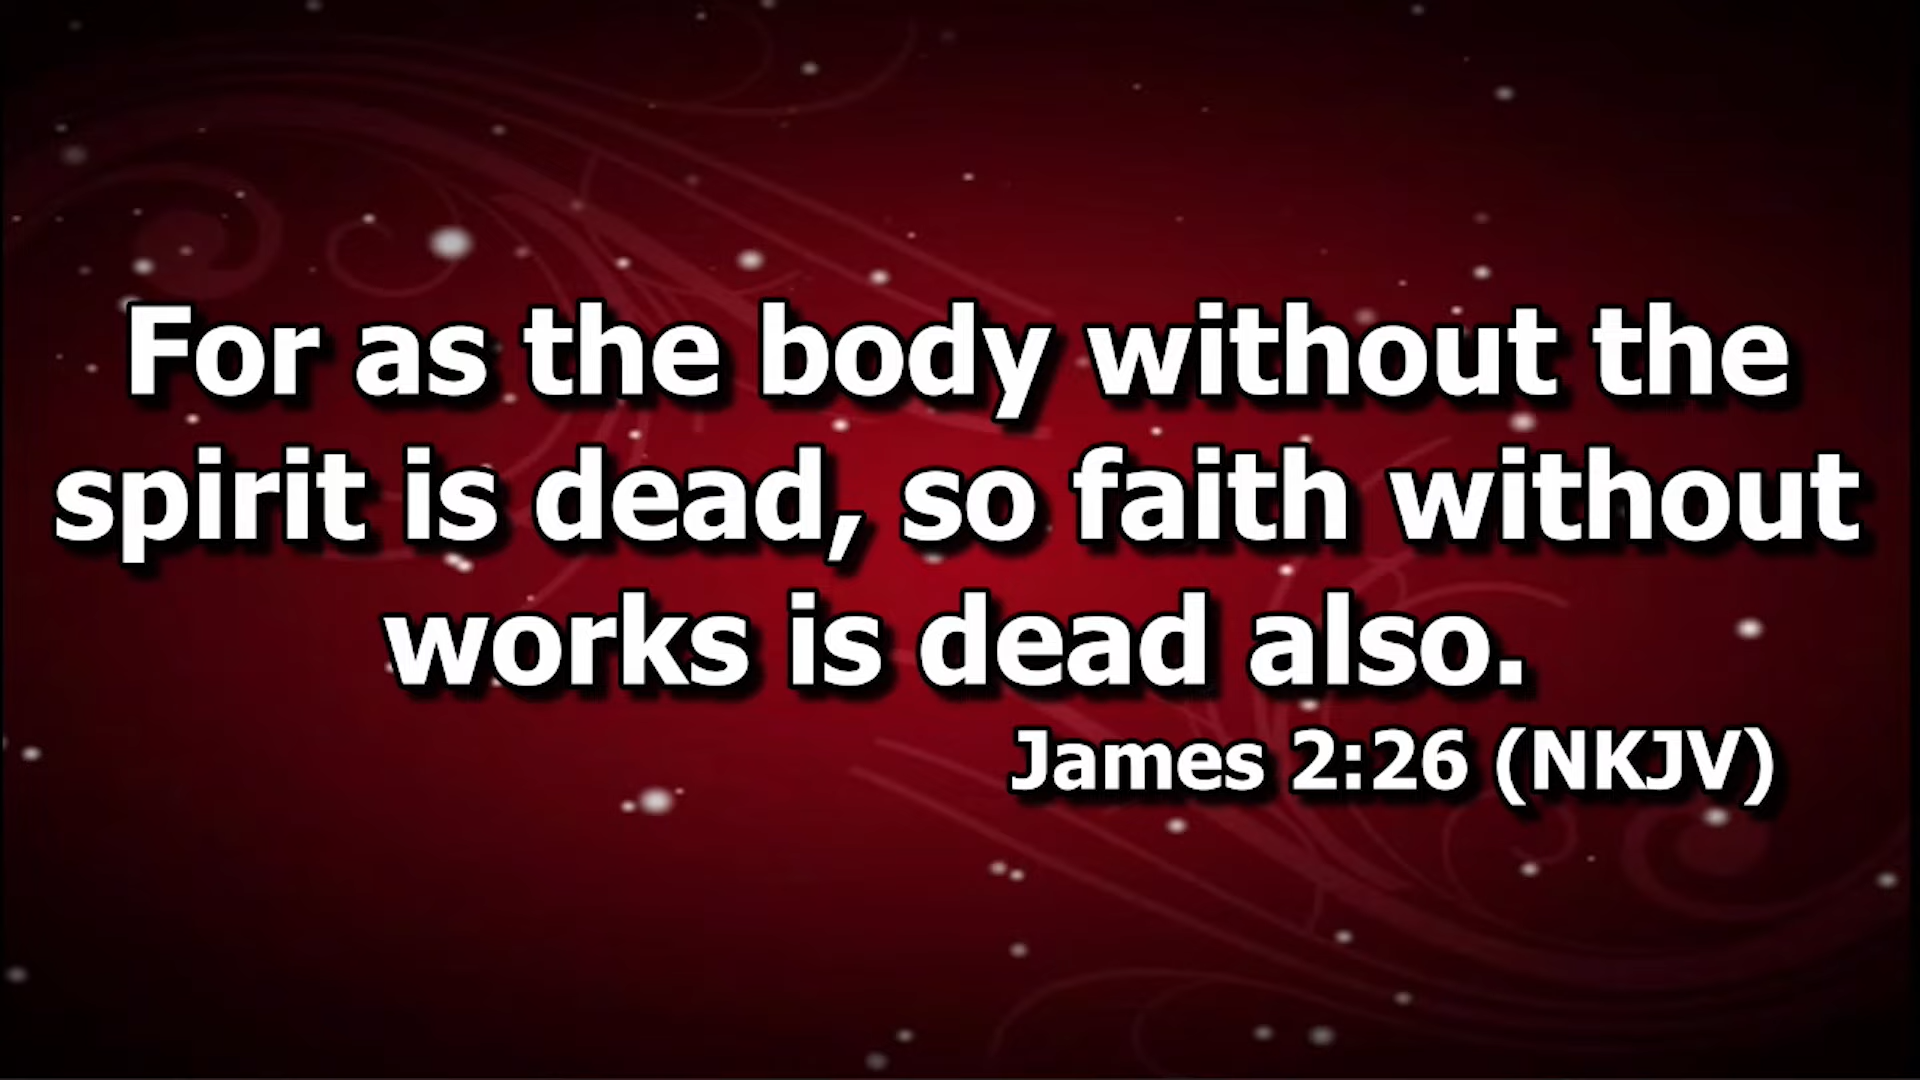 For as the body without the
spirit is dead, so faith without
works is dead also.
James 2:26 (NKJV)